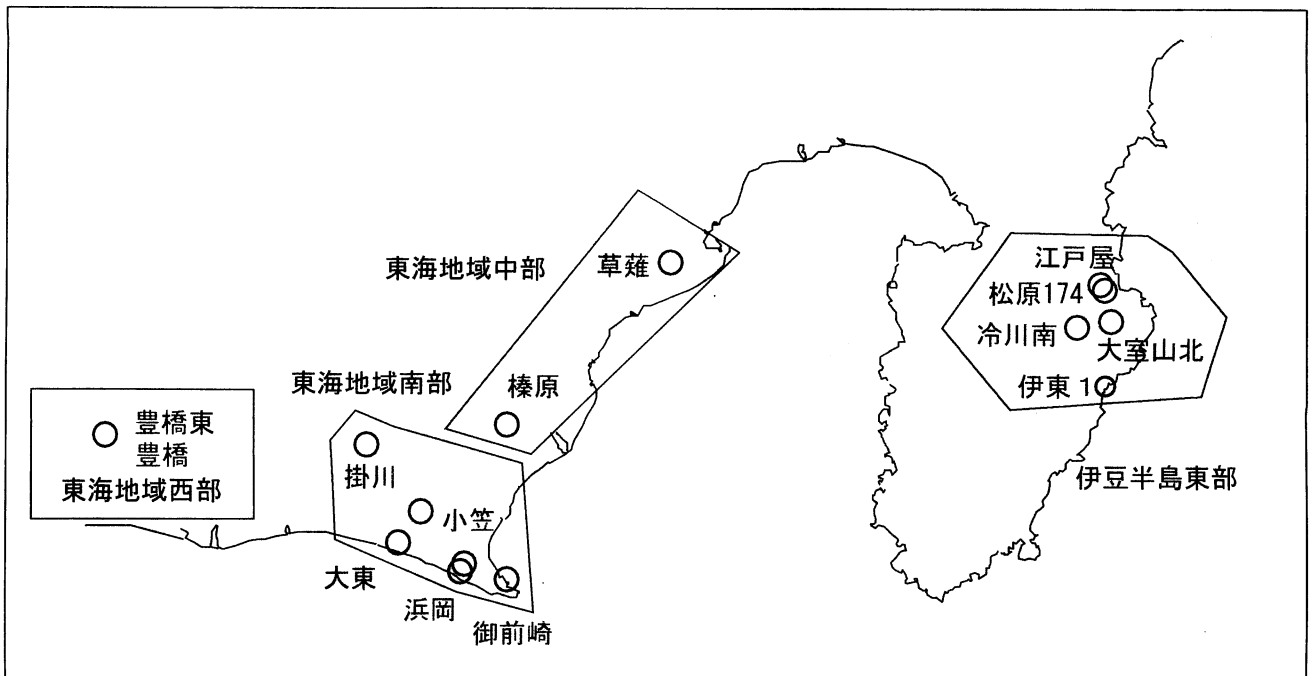 江戸屋
東海地域中部
草薙
松原174
冷川南
大室山北
東海地域南部
榛原
伊東1
豊橋東
豊橋
東海地域西部
掛川
伊豆半島東部
小笠
大東
浜岡
御前崎